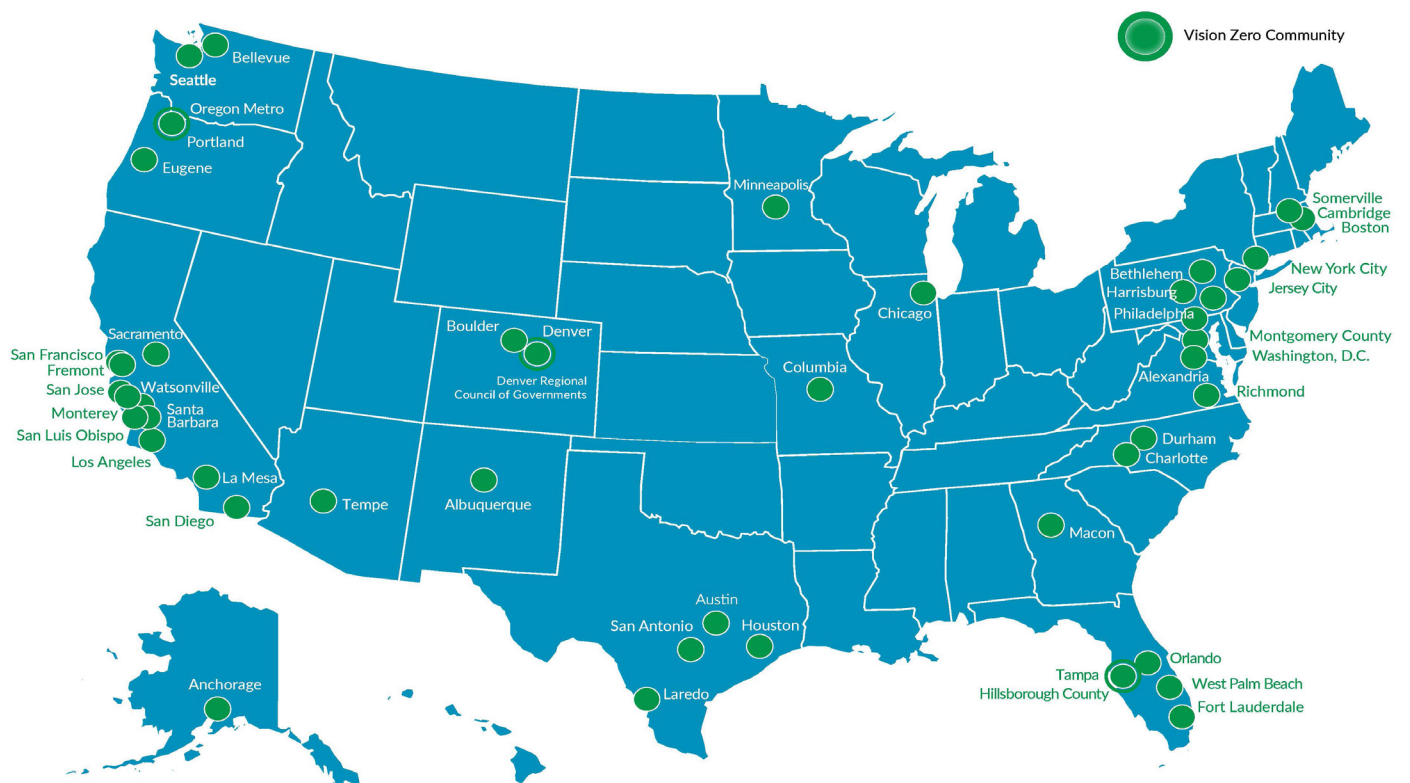 Vision Zero Community
Bellevue
Seattle
Oregon Metro
Portland
Eugene
Minneapolis
Somerville
Cambridge
Boston
Bethlehem
New York City
Harrisburg
Jersey City
Chicago
Philadelphia
Boulder
Denver
Sacramento
Montgomery County
San Francisco
Washington, D.C.
Fremont
Columbia
Denver Regional
Council of Governments
Alexandria
San Jose
Watsonville
Richmond
Monterey
Santa
Barbara
San Luis Obispo
Durham
Charlotte
Los Angeles
La Mesa
Tempe
Albuquerque
San Diego
Macon
Austin
San Antonio
Houston
Orlando
Tampa
Hillsborough County
West Palm Beach
Anchorage
Laredo
Fort Lauderdale